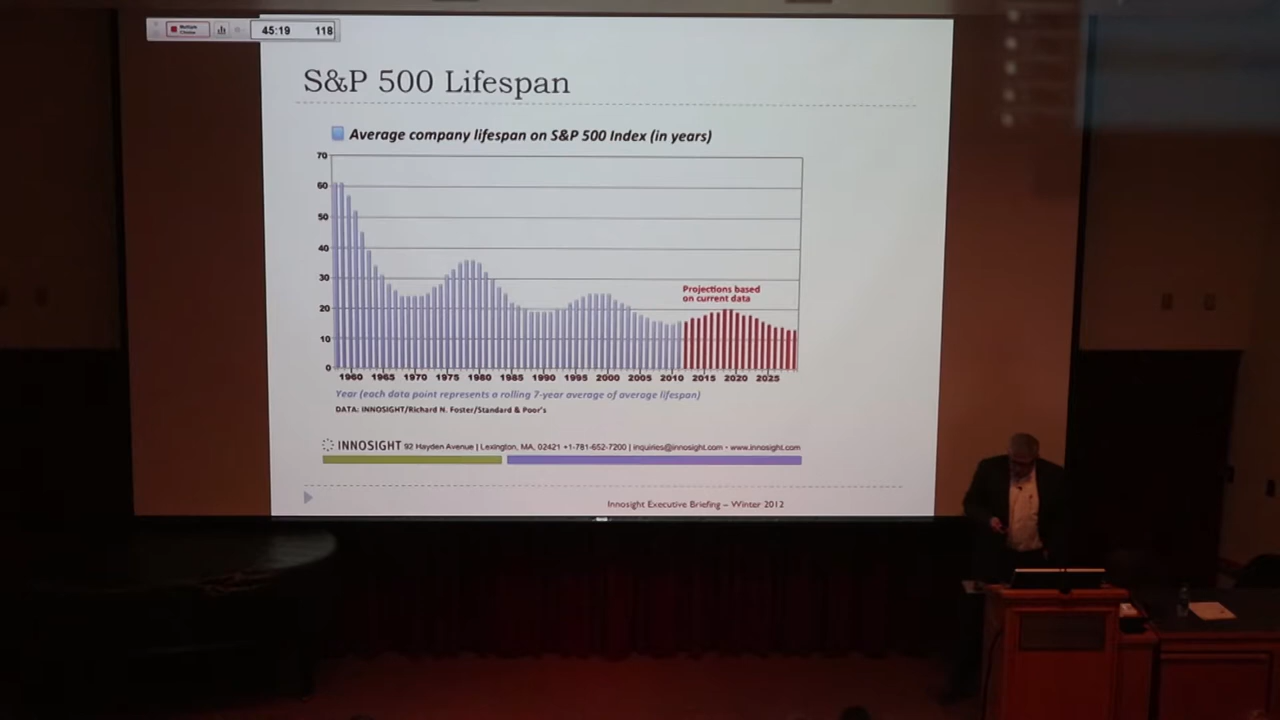 Multiple
Choice
45:19 118
S&P 500 Lifespan
Average company lifespan on S&P 500 Index (in years)
70
60
50
40
30
20
10
0
Projections based
on current data
1960 1965 1970 1975 1980 1985 1990 1995 2000 2005 2010 2015 2020 2025
Year (each data point represents a rolling 7-year average of average lifespan)
DATA: INNOSIGHT/Richard N. Foster/Standard & Poor's
INNOSIGHT 92 Hayden Avenue | Lexington, MA, 02421 +1-781-652-7200 | inquiries@innosight.com • www.innosight.com
Innosight Executive Briefing – Winter 2012